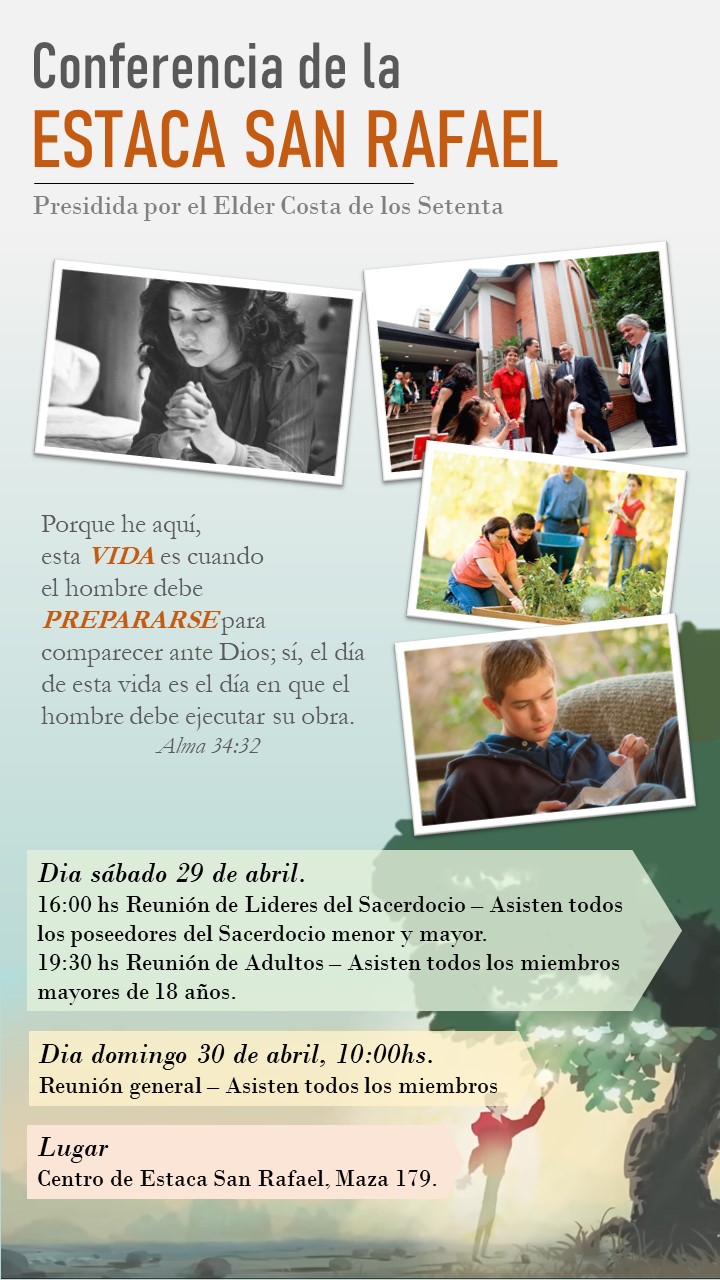 Conferencia de la
ESTACA SAN RAFAEL
Presidida por el Elder Costa de los Setenta
Porque he aquí,
esta VIDA es cuando
el hombre debe
PREPARARSE para
comparecer ante Dios; sí, el día
de esta vida es el día en que el
hombre debe ejecutar su obra.
Alma 34:32
Dia sábado 29 de abril.
16:00 hs Reunión de Lideres del Sacerdocio – Asisten todos
los poseedores del Sacerdocio menor y mayor.
19:30 hs Reunión de Adultos – Asisten todos los miembros
mayores de 18 años.
Dia domingo 30 de abril, 10:00hs.
Reunión general – Asisten todos los miembros
Lugar
Centro de Estaca San Rafael, Maza 179.